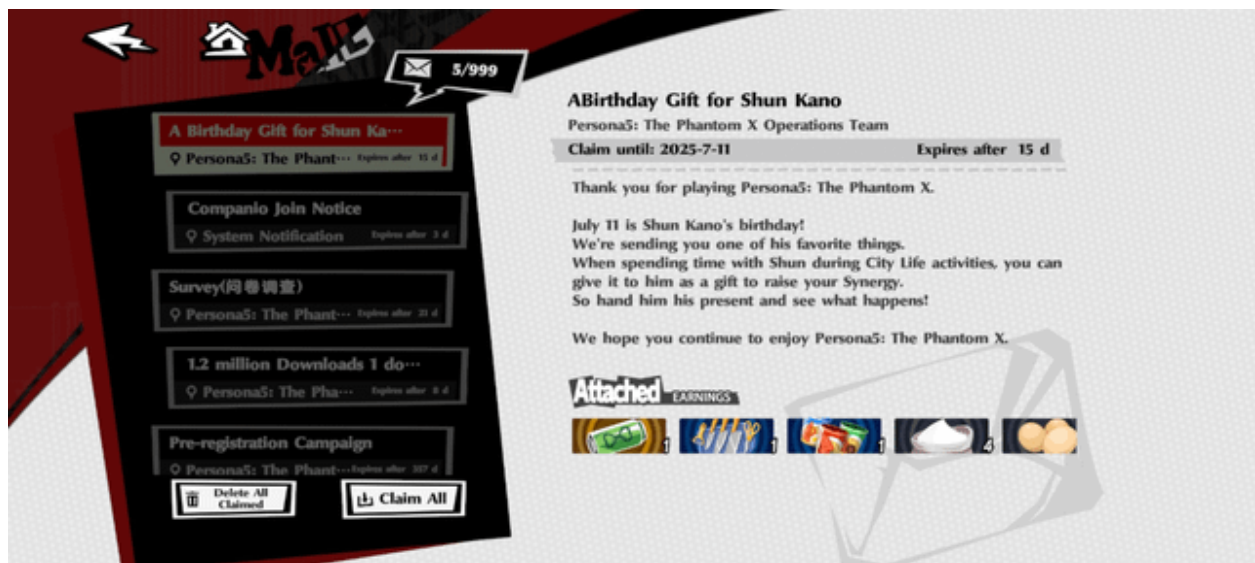 Mail
5/999
A Birthday Gift for Shun Ka...
Persona5: The Phant... Expires after 15 d
Companio Join Notice
System Notification Expires after 3 d
Survey(问卷调查)
Persona5: The Phant... Expires after 21 d
1.2 million Downloads 1 do...
Persona5: The Pha... Expires after 8 d
Pre-registration Campaign
Persona5: The Phant... Expires after 357 d
Delete All
Claimed
Claim All
ABirthday Gift for Shun Kano
Persona5: The Phantom X Operations Team
Claim until: 2025-7-11 Expires after 15 d
Thank you for playing Persona5: The Phantom X.
July 11 is Shun Kano's birthday!
We're sending you one of his favorite things.
When spending time with Shun during City Life activities, you can
give it to him as a gift to raise your Synergy.
So hand him his present and see what happens!
We hope you continue to enjoy Persona5: The Phantom X.
Attached EARNINGS
1 1 1 4